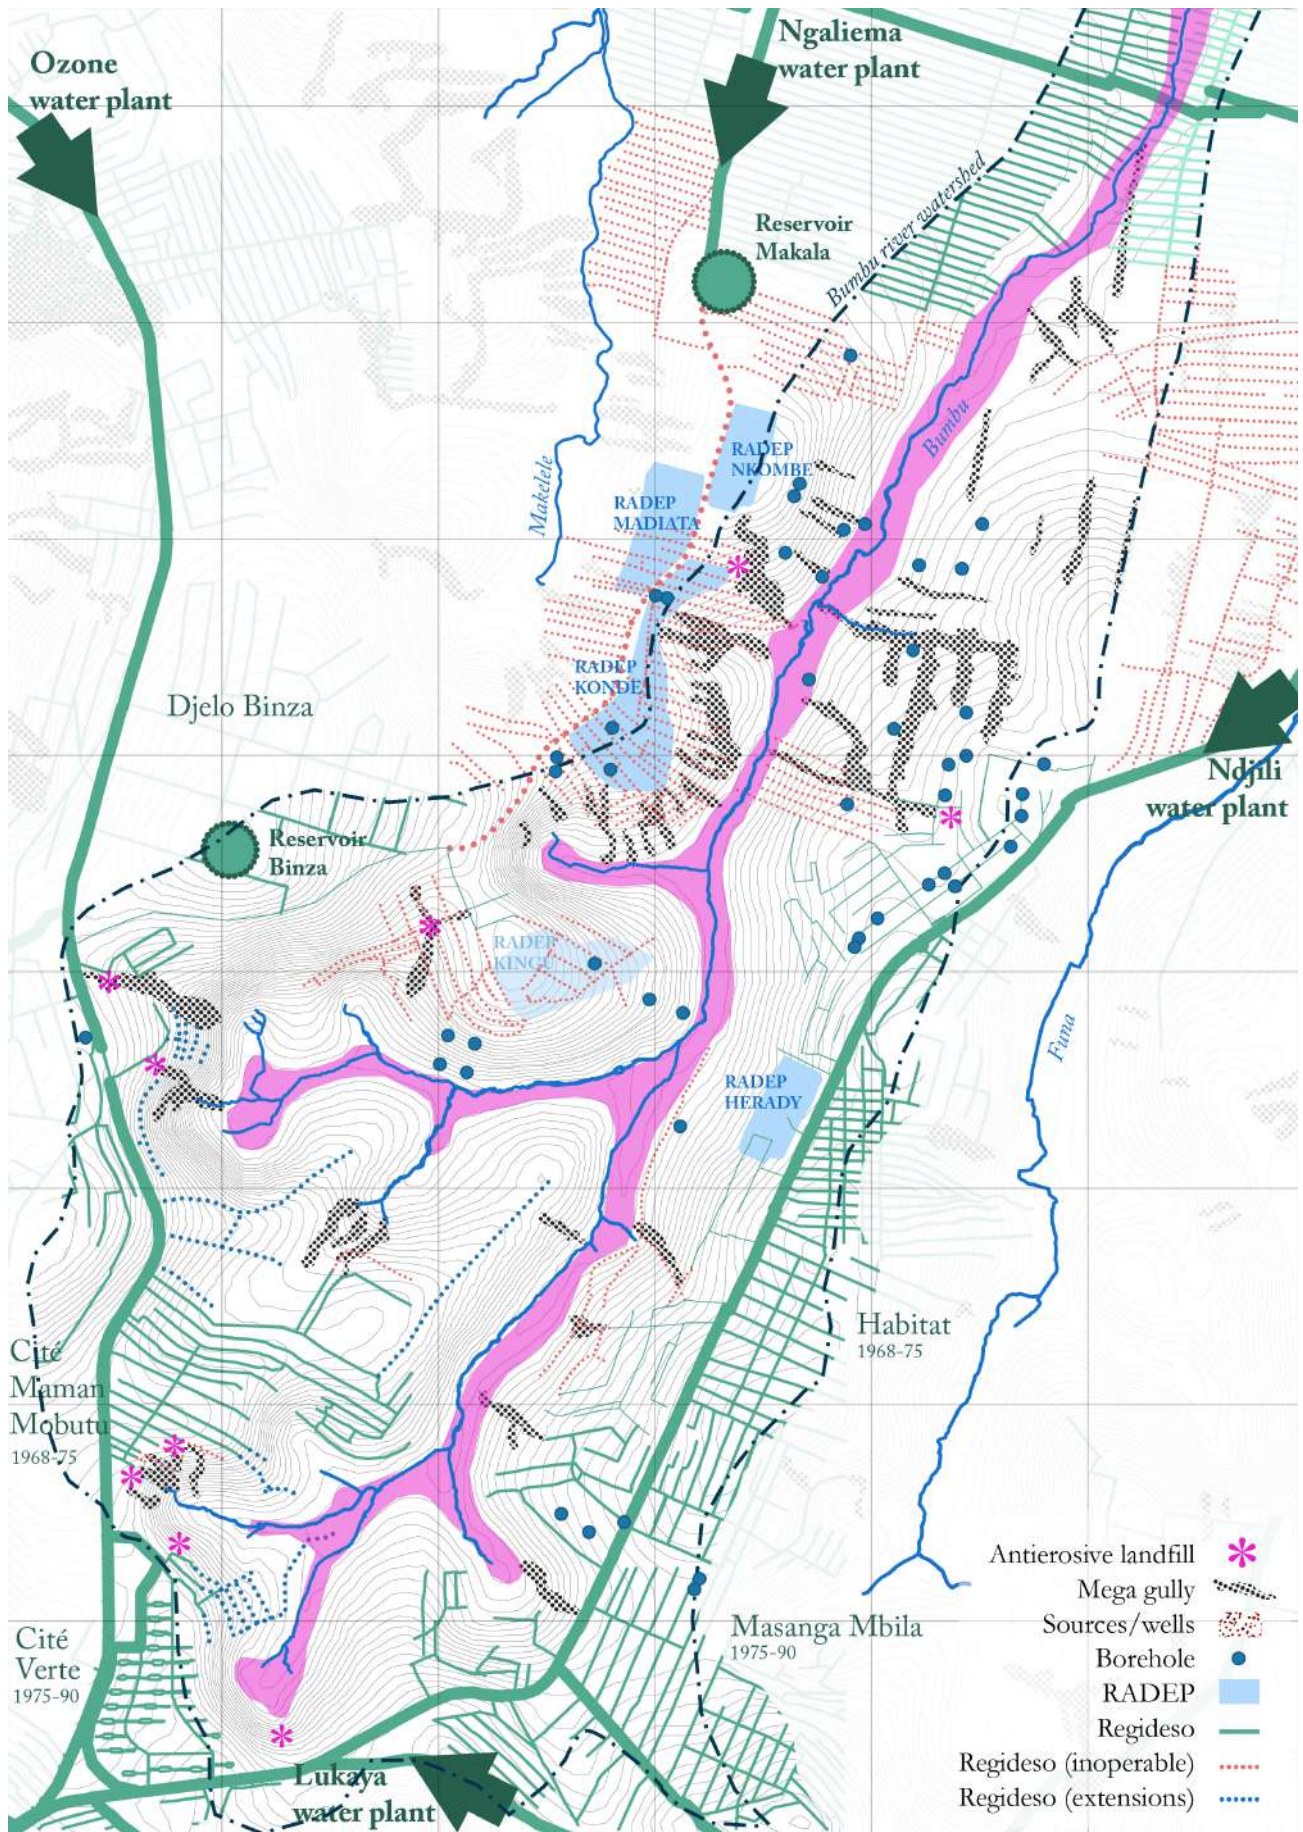 Ozone
water plant
Ngaliema
water plant
Bumbu river watershed
Reservoir
Makala
Bumbu
Makelele
RADEP
NKOMBE
RADEP
MADIATA
RADEP
KONDE
Djelo Binza
Ndjili
water plant
Reservoir
Binza
RADEP
KINGU
Funa
RADEP
HERADY
Habitat
1968-75
Cité
Maman
Mobutu
1968-75
Cité
Verte
1975-90
Masanga Mbila
1975-90
Lukaya
water plant
Antierosive landfill
Mega gully
Sources/wells
Borehole
RADEP
Regideso
Regideso (inoperable)
Regideso (extensions)